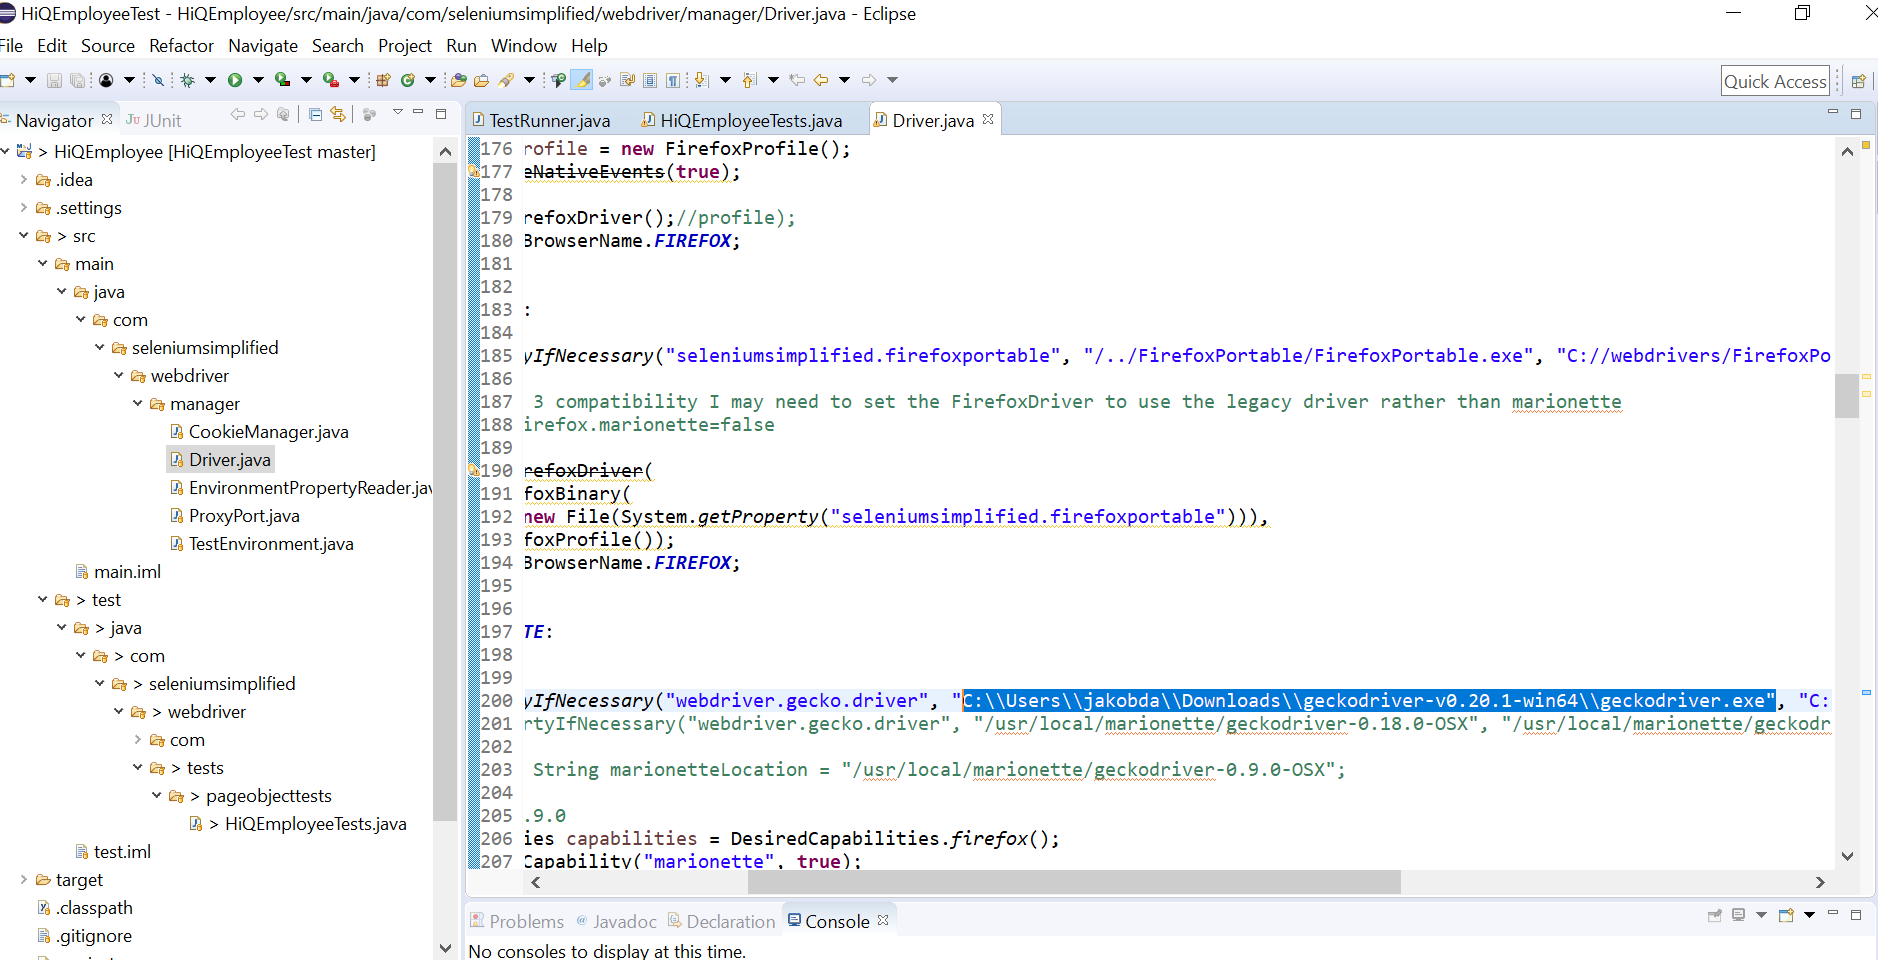 HiQEmployeeTest - HiQEmployee/src/main/java/com/seleniumsimplified/webdriver/manager/Driver.java - Eclipse
File Edit Source Refactor Navigate Search Project Run Window Help
Quick Access
Navigator
JUnit
> HiQEmployee [HiQEmployeeTest master]
.idea
.settings
> src
main
java
com
seleniumsimplified
webdriver
manager
CookieManager.java
Driver.java
EnvironmentPropertyReader.jav
ProxyPort.java
TestEnvironment.java
main.iml
> test
> java
> com
> seleniumsimplified
> webdriver
com
> tests
> pageobjecttests
> HiQEmployeeTests.java
test.iml
target
.classpath
.gitignore
TestRunner.java HiQEmployeeTests.java Driver.java
176 rofile = new FirefoxProfile();
177 eNativeEvents(true);
178
179 refoxDriver();//profile);
180 BrowserName.FIREFOX;
181
182
183 :
184
185 yIfNecessary("seleniumsimplified.firefoxportable", "/../FirefoxPortable/FirefoxPortable.exe", "C://webdrivers/FirefoxPo
186
187 3 compatibility I may need to set the FirefoxDriver to use the legacy driver rather than marionette
188 irefox.marionette=false
189
190 refoxDriver(
191 foxBinary(
192 new File(System.getProperty("seleniumsimplified.firefoxportable"))),
193 foxProfile());
194 BrowserName.FIREFOX;
195
196
197 TE:
198
199
200 yIfNecessary("webdriver.gecko.driver", "C:\\Users\\jakobda\\Downloads\\geckodriver-v0.20.1-win64\\geckodriver.exe", "C:
201 rtyIfNecessary("webdriver.gecko.driver", "/usr/local/marionette/geckodriver-0.18.0-OSX", "/usr/local/marionette/geckodr
202
203 String marionetteLocation = "/usr/local/marionette/geckodriver-0.9.0-OSX";
204
205 .9.0
206 ies capabilities = DesiredCapabilities.firefox();
207 Capability("marionette", true);
Problems Javadoc Declaration Console
No consoles to display at this time.